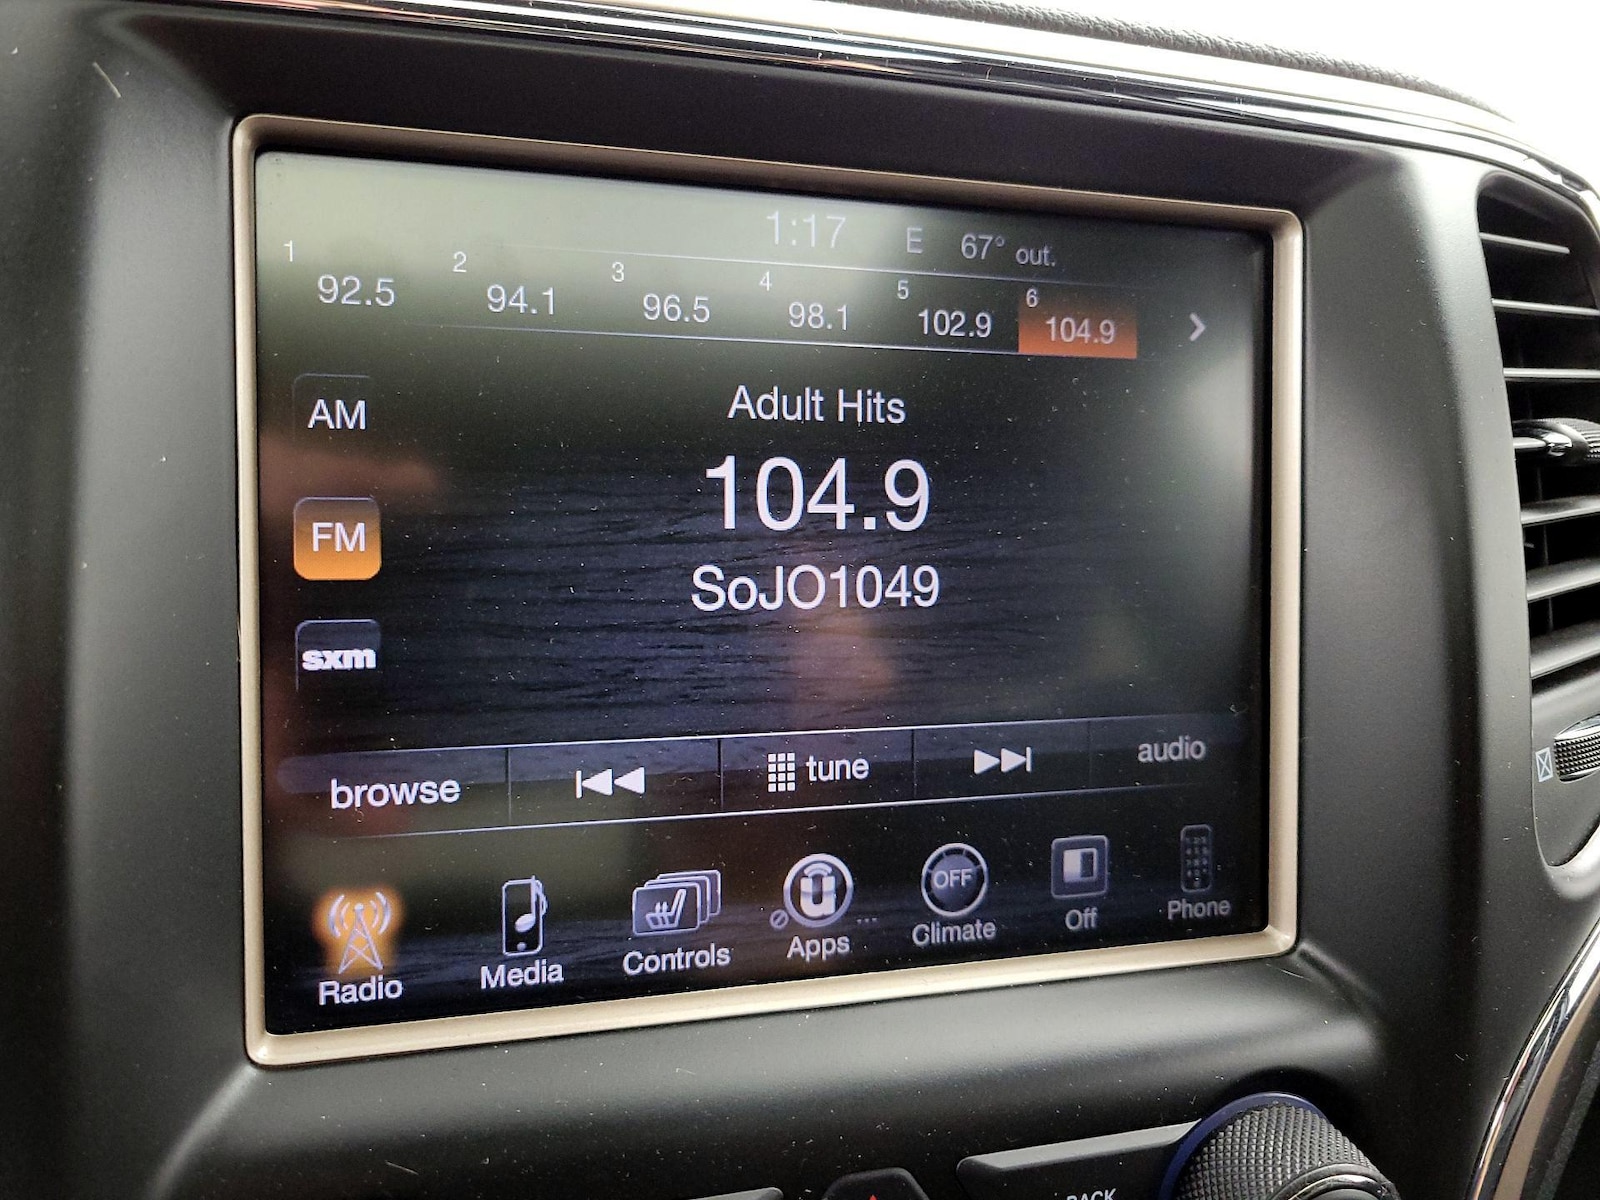 1:17 E 67° out.
1 92.5 2 94.1 3 96.5 4 98.1 5 102.9 6 104.9
Adult Hits
AM
104.9
FM
SoJO1049
sxm
browse tune audio
Radio Media Controls Apps OFF Climate Off Phone
BACK